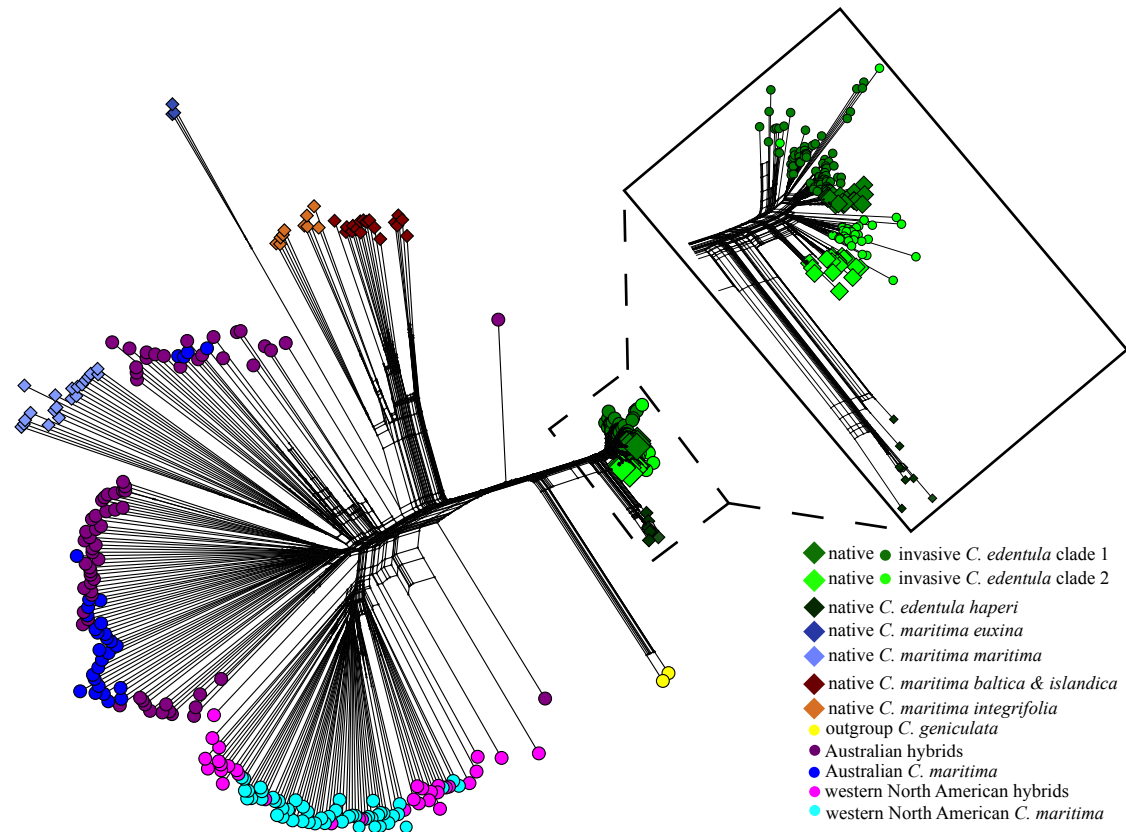 native invasive C. edentula clade 1
native invasive C. edentula clade 2
native C. edentula haperi
native C. maritima euxina
native C. maritima maritima
native C. maritima baltica & islandica
native C. maritima integrifolia
outgroup C. geniculata
Australian hybrids
Australian C. maritima
western North American hybrids
western North American C. maritima